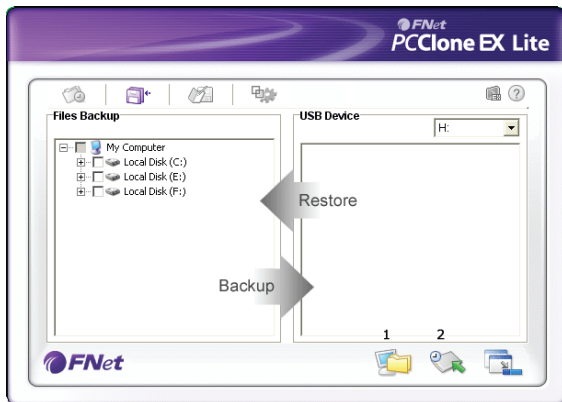 FNet
PCClone EX Lite
Files Backup
USB Device
H:
My Computer
Local Disk (C:)
Local Disk (E:)
Local Disk (F:)
Restore
Backup
1 2
FNet